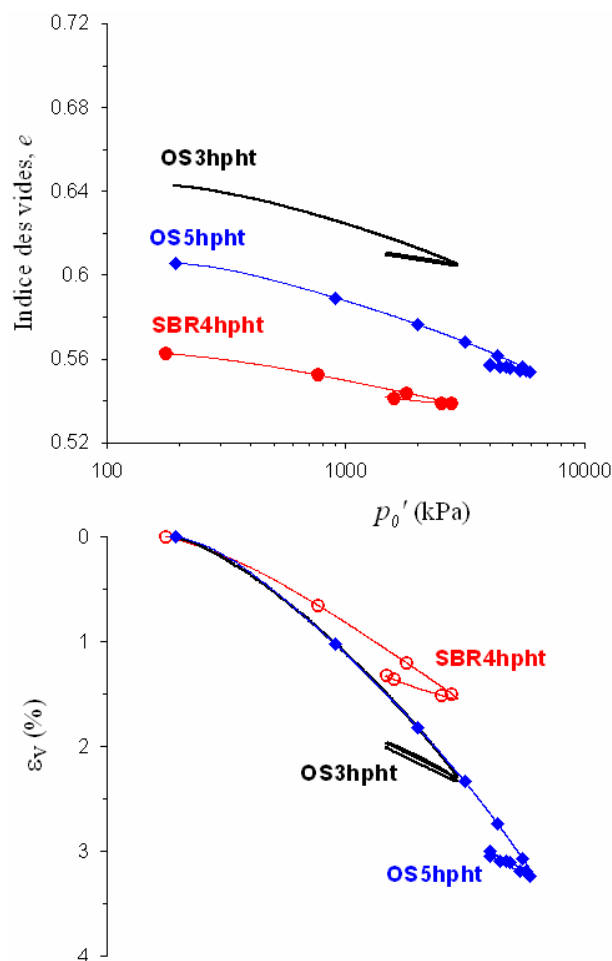 0.72
0.68
0.64
0.6
0.56
0.52
Indice des vides, e
OS3hpht
OS5hpht
SBR4hpht
100 1000 10000
p₀' (kPa)
0
1
2
3
4
εV (%)
SBR4hpht
OS3hpht
OS5hpht